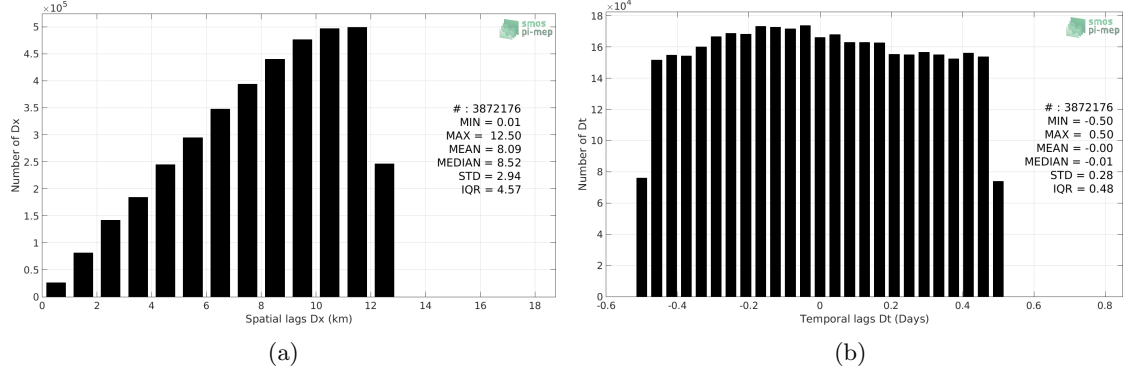 ×10⁵
5
4.5
4
3.5
3
2.5
2
1.5
1
0.5
0
Number of Dx
0 2 4 6 8 10 12 14 16 18
Spatial lags Dx (km)
smos
pi-mep
# : 3872176
MIN = 0.01
MAX = 12.50
MEAN = 8.09
MEDIAN = 8.52
STD = 2.94
IQR = 4.57
(a)
×10⁴
18
16
14
12
10
8
6
4
2
0
Number of Dt
-0.6 -0.4 -0.2 0 0.2 0.4 0.6 0.8
Temporal lags Dt (Days)
smos
pi-mep
# : 3872176
MIN = -0.50
MAX = 0.50
MEAN = -0.00
MEDIAN = -0.01
STD = 0.28
IQR = 0.48
(b)